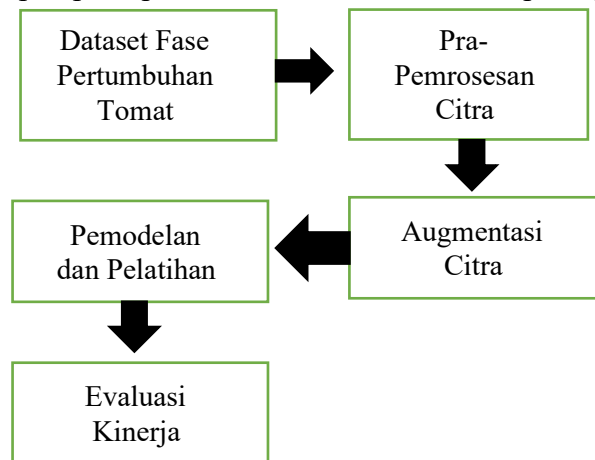 Dataset Fase
Pertumbuhan
Tomat
Pra-
Pemrosesan
Citra
Augmentasi
Citra
Pemodelan
dan Pelatihan
Evaluasi
Kinerja